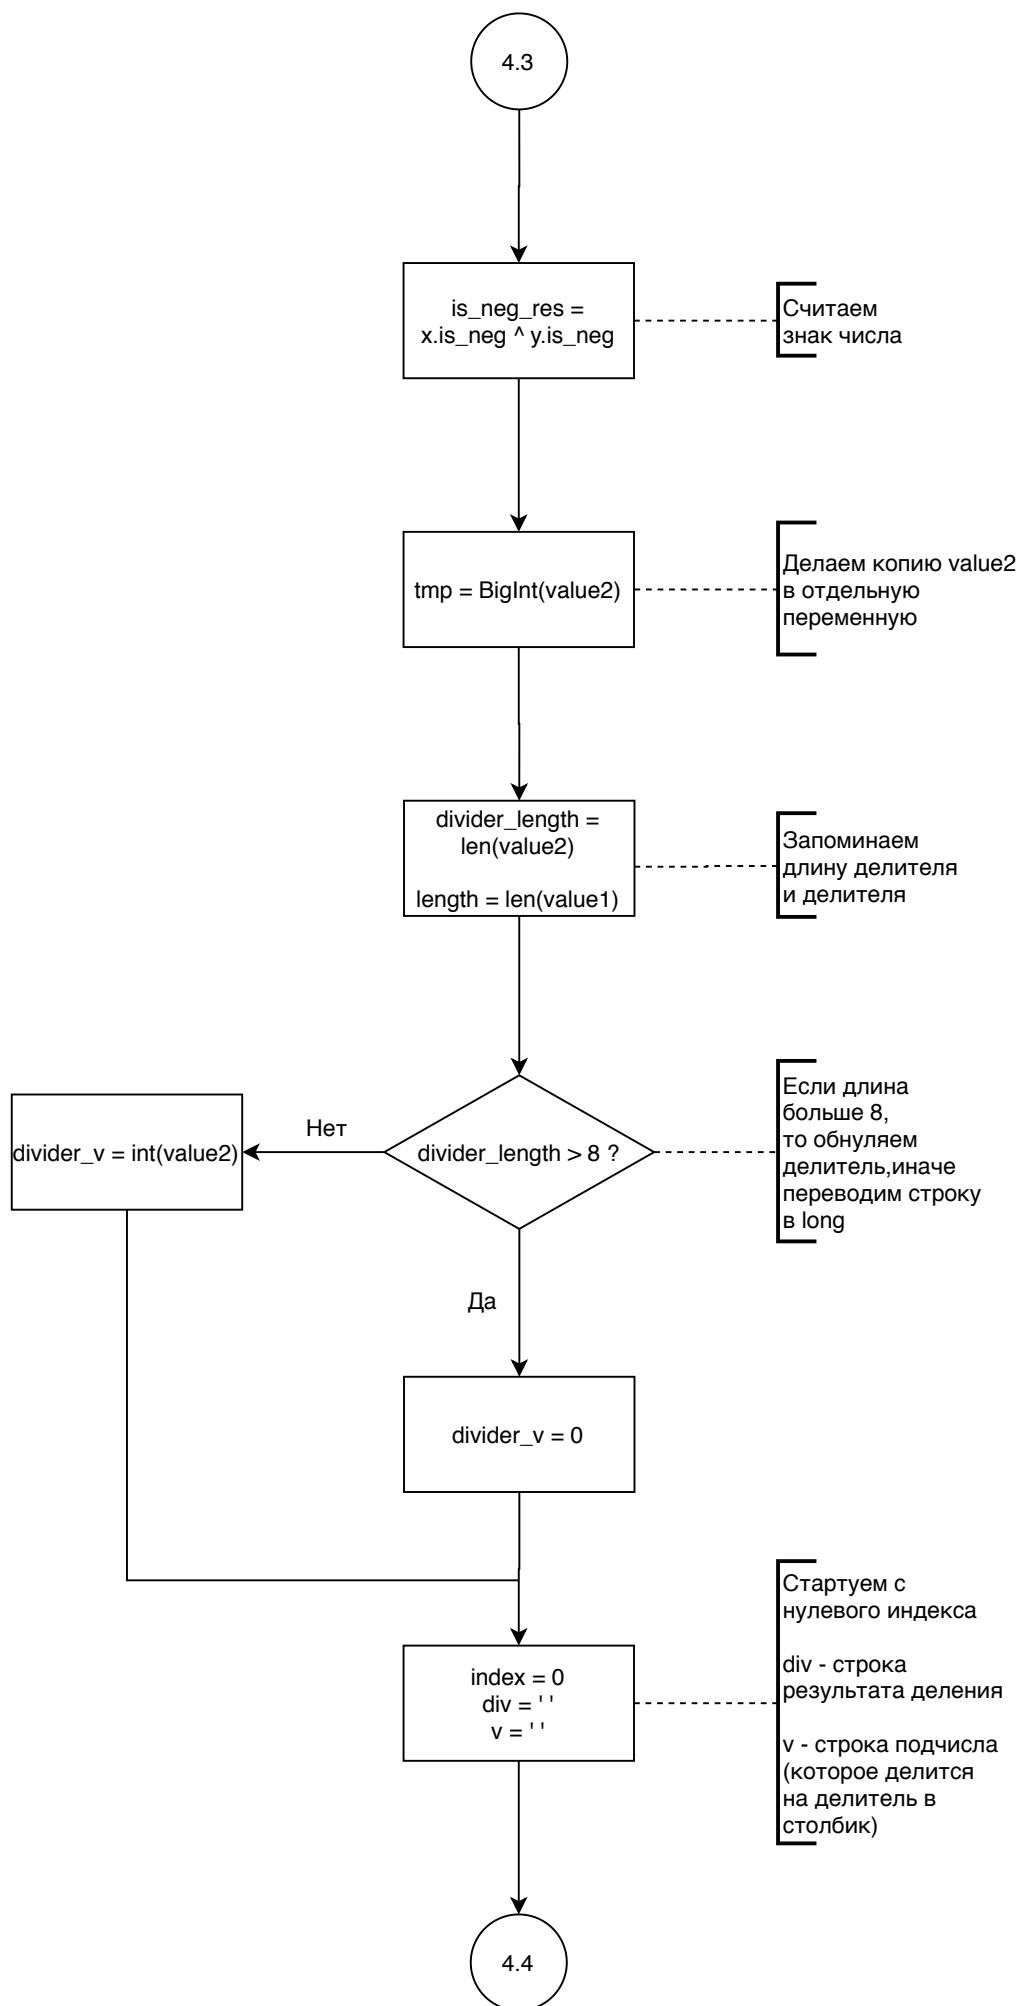 4.3
is_neg_res =
x.is_neg ^ y.is_neg
Считаем
знак числа
tmp = BigInt(value2)
Делаем копию value2
в отдельную
переменную
divider_length =
len(value2)
length = len(value1)
Запоминаем
длину делителя
и делителя
divider_v = int(value2)
Нет
divider_length > 8 ?
Если длина
больше 8,
то обнуляем
делитель,иначе
переводим строку
в long
Да
divider_v = 0
index = 0
div = ' '
v = ' '
Стартуем с
нулевого индекса
div - строка
результата деления
v - строка подчисла
(которое делится
на делитель в
столбик)
4.4